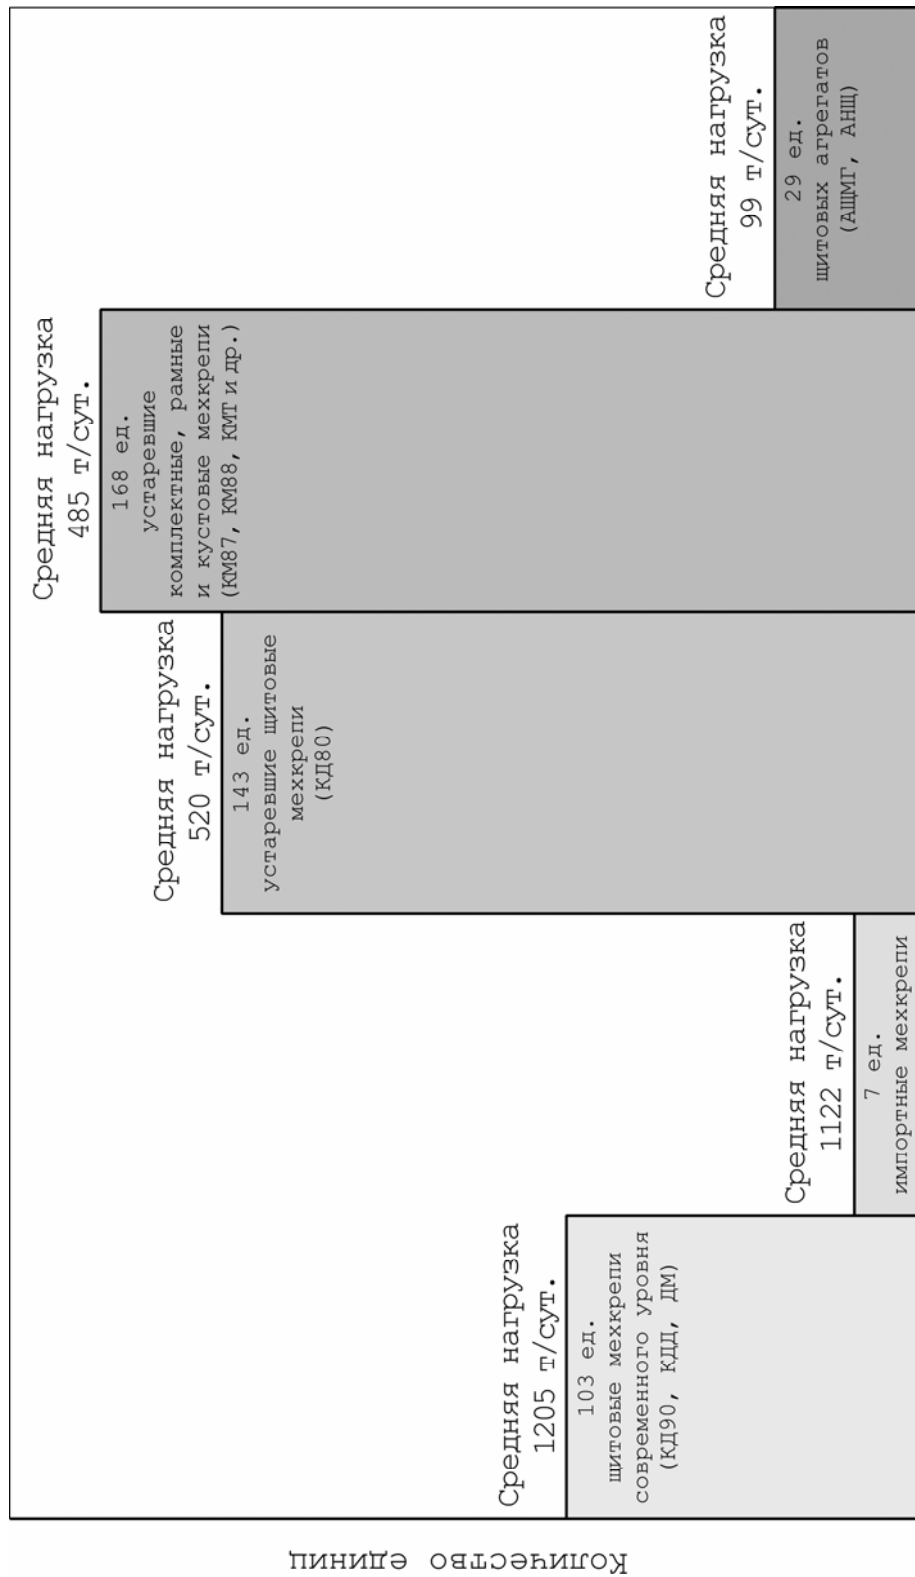 Количество единиц
Средняя нагрузка
1205 т/сут.
103 ед.
щитовые мехкрепи
современного уровня
(КД90, КДД, ДМ)
Средняя нагрузка
1122 т/сут.
7 ед.
импортные мехкрепи
Средняя нагрузка
520 т/сут.
143 ед.
устаревшие щитовые
мехкрепи
(КД80)
Средняя нагрузка
485 т/сут.
168 ед.
устаревшие
комплектные, рамные
и кустовые мехкрепи
(КМ87, КМ88, КМТ и др.)
Средняя нагрузка
99 т/сут.
29 ед.
щитовых агрегатов
(АЩМГ, АНЩ)